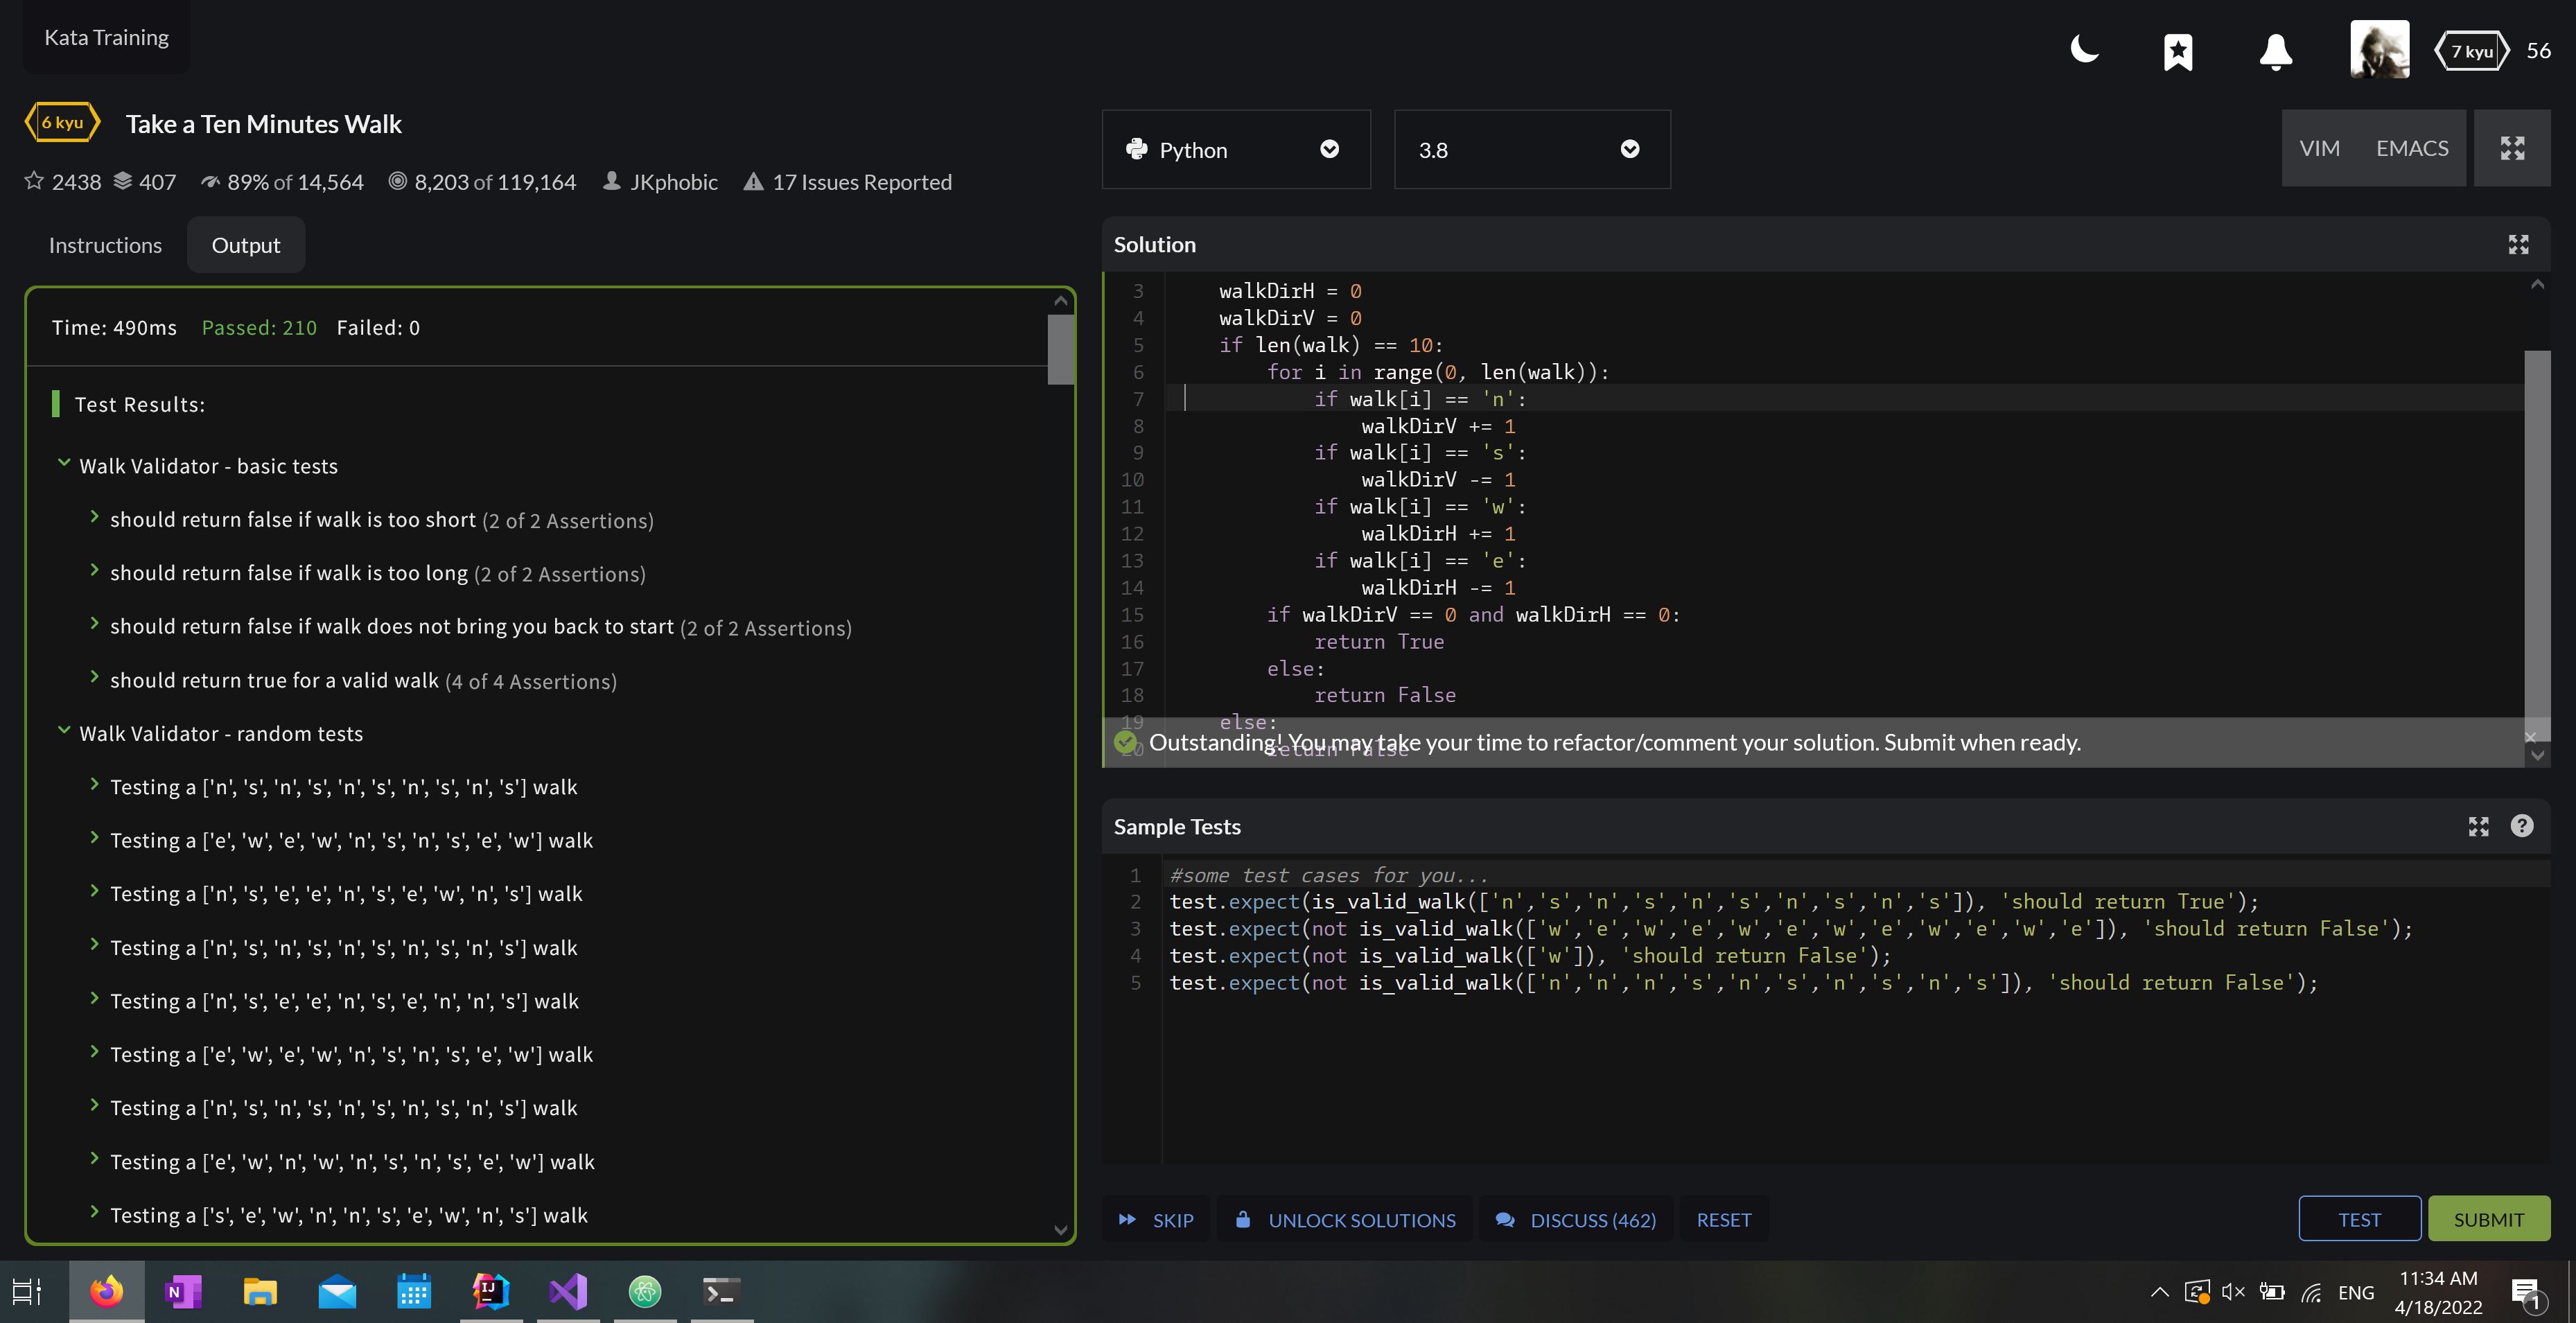 Kata Training
7 kyu 56
6 kyu Take a Ten Minutes Walk
2438 407 89% of 14,564 8,203 of 119,164 JKphobic 17 Issues Reported
Instructions Output
Time: 490ms Passed: 210 Failed: 0
Test Results:
Walk Validator - basic tests
should return false if walk is too short (2 of 2 Assertions)
should return false if walk is too long (2 of 2 Assertions)
should return false if walk does not bring you back to start (2 of 2 Assertions)
should return true for a valid walk (4 of 4 Assertions)
Walk Validator - random tests
Testing a ['n', 's', 'n', 's', 'n', 's', 'n', 's', 'n', 's'] walk
Testing a ['e', 'w', 'e', 'w', 'n', 's', 'n', 's', 'e', 'w'] walk
Testing a ['n', 's', 'e', 'e', 'n', 's', 'e', 'w', 'n', 's'] walk
Testing a ['n', 's', 'n', 's', 'n', 's', 'n', 's', 'n', 's'] walk
Testing a ['n', 's', 'e', 'e', 'n', 's', 'e', 'n', 'n', 's'] walk
Testing a ['e', 'w', 'e', 'w', 'n', 's', 'n', 's', 'e', 'w'] walk
Testing a ['n', 's', 'n', 's', 'n', 's', 'n', 's', 'n', 's'] walk
Testing a ['e', 'w', 'n', 'w', 'n', 's', 'n', 's', 'e', 'w'] walk
Testing a ['s', 'e', 'w', 'n', 'n', 's', 'e', 'w', 'n', 's'] walk
Python 3.8 VIM EMACS
Solution
3 walkDirH = 0
4 walkDirV = 0
5 if len(walk) == 10:
6 for i in range(0, len(walk)):
7 if walk[i] == 'n':
8 walkDirV += 1
9 if walk[i] == 's':
10 walkDirV -= 1
11 if walk[i] == 'w':
12 walkDirH += 1
13 if walk[i] == 'e':
14 walkDirH -= 1
15 if walkDirV == 0 and walkDirH == 0:
16 return True
17 else:
18 return False
19 else:
20 return False
Outstanding! You may take your time to refactor/comment your solution. Submit when ready.
Sample Tests
1 #some test cases for you...
2 test.expect(is_valid_walk(['n','s','n','s','n','s','n','s','n','s']), 'should return True');
3 test.expect(not is_valid_walk(['w','e','w','e','w','e','w','e','w','e','w','e']), 'should return False');
4 test.expect(not is_valid_walk(['w']), 'should return False');
5 test.expect(not is_valid_walk(['n','n','n','s','n','s','n','s','n','s']), 'should return False');
SKIP UNLOCK SOLUTIONS DISCUSS (462) RESET TEST SUBMIT
N IJ ENG 11:34 AM
4/18/2022 1